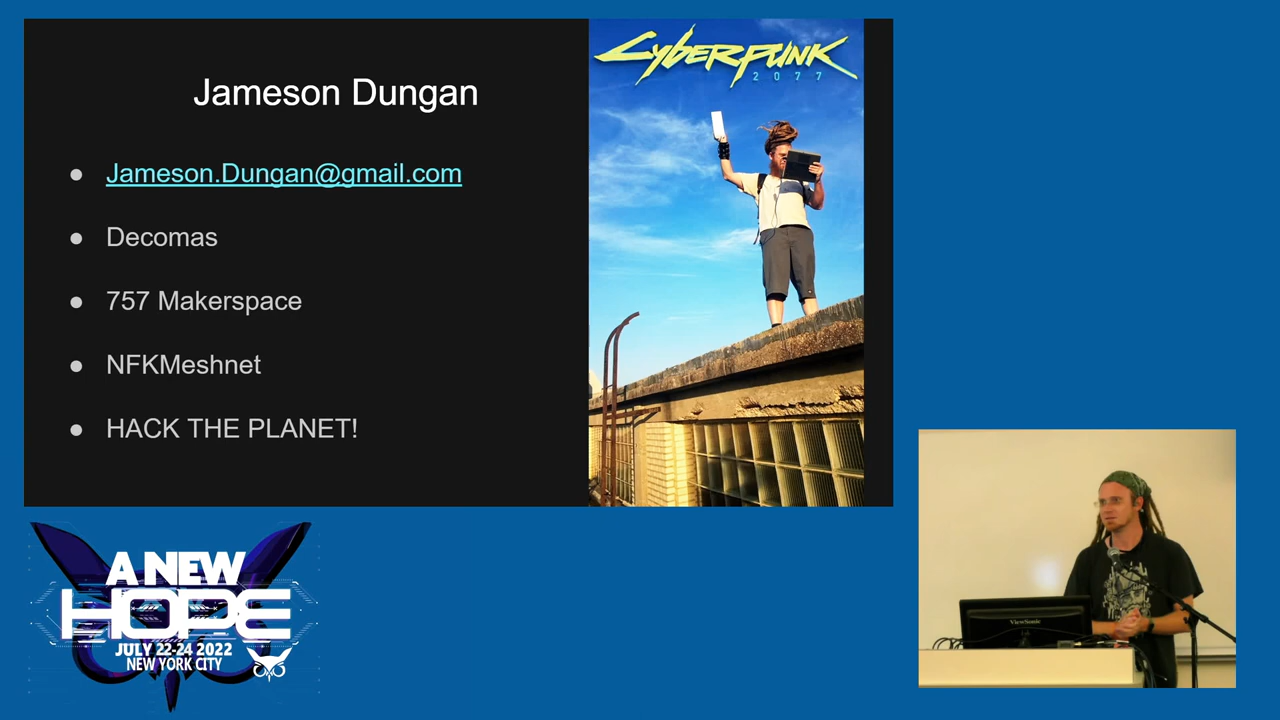 Jameson Dungan
Jameson.Dungan@gmail.com
Decomas
757 Makerspace
NFKMeshnet
HACK THE PLANET!
CYBERPUNK
2077
A NEW
HOPE
JULY 22-24 2022
NEW YORK CITY
ViewSonic